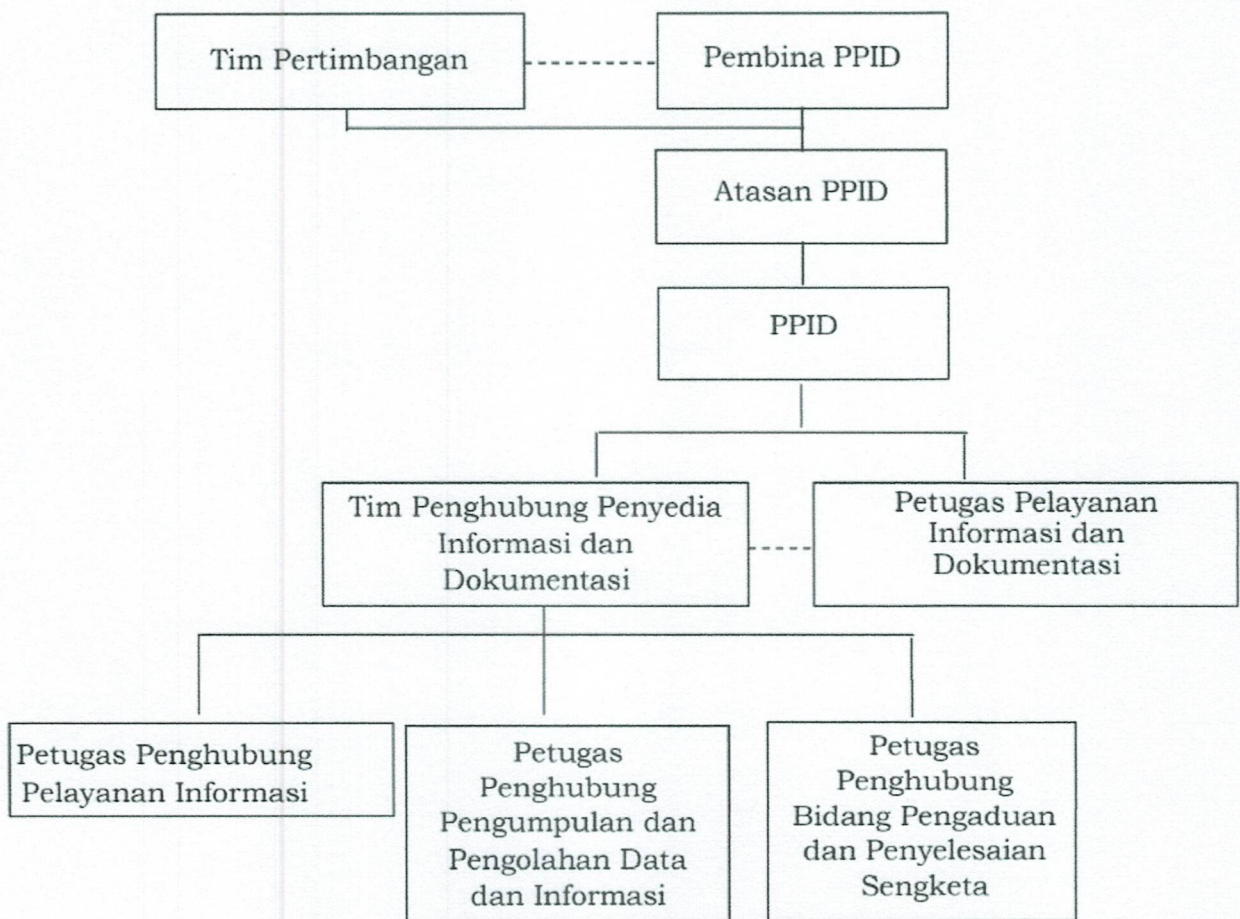 Tim Pertimbangan
Pembina PPID
Atasan PPID
PPID
Tim Penghubung Penyedia
Informasi dan
Dokumentasi
Petugas Pelayanan
Informasi dan
Dokumentasi
Petugas Penghubung
Pelayanan Informasi
Petugas
Penghubung
Pengumpulan dan
Pengolahan Data
dan Informasi
Petugas
Penghubung
Bidang Pengaduan
dan Penyelesaian
Sengketa